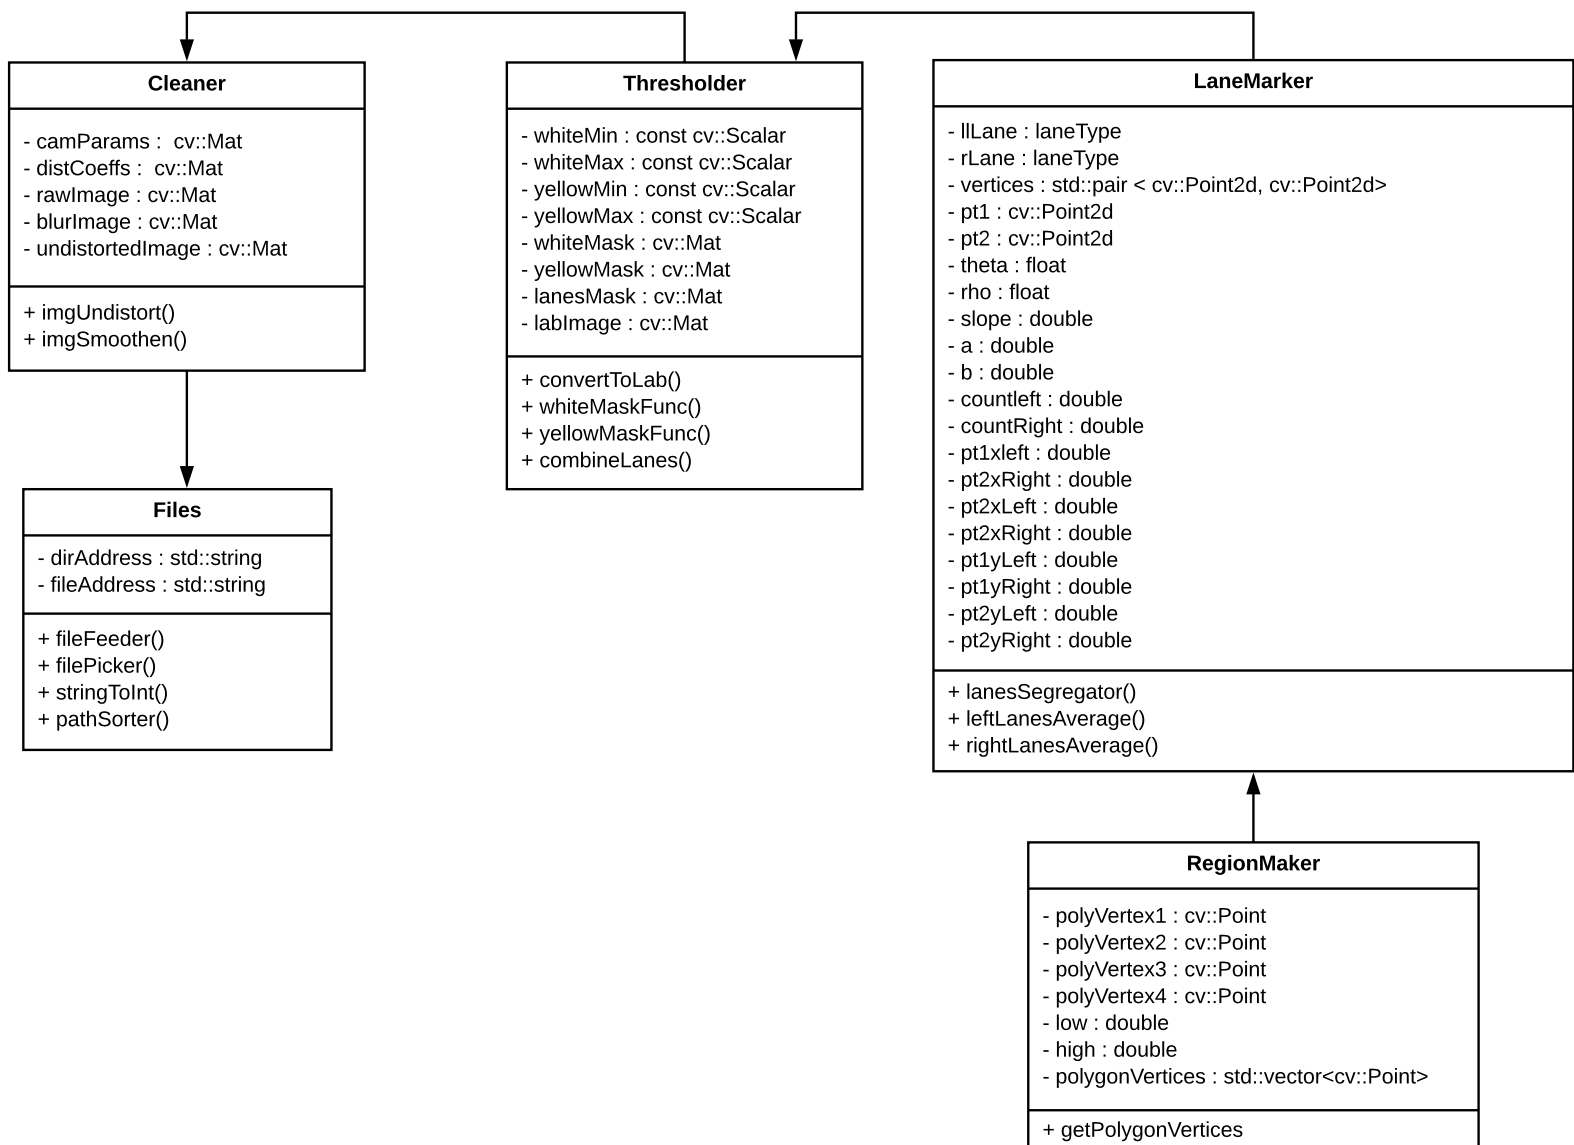 Cleaner
- camParams :  cv::Mat
- distCoeffs :  cv::Mat
- rawImage : cv::Mat
- blurImage : cv::Mat
- undistortedImage : cv::Mat
+ imgUndistort()
+ imgSmoothen()
Files
- dirAddress : std::string
- fileAddress : std::string
+ fileFeeder()
+ filePicker()
+ stringToInt()
+ pathSorter()
Thresholder
- whiteMin : const cv::Scalar
- whiteMax : const cv::Scalar
- yellowMin : const cv::Scalar
- yellowMax : const cv::Scalar
- whiteMask : cv::Mat
- yellowMask : cv::Mat
- lanesMask : cv::Mat
- labImage : cv::Mat
+ convertToLab()
+ whiteMaskFunc()
+ yellowMaskFunc()
+ combineLanes()
LaneMarker
- llLane : laneType
- rLane : laneType
- vertices : std::pair < cv::Point2d, cv::Point2d>
- pt1 : cv::Point2d
- pt2 : cv::Point2d
- theta : float
- rho : float
- slope : double
- a : double
- b : double
- countleft : double
- countRight : double
- pt1xleft : double
- pt2xRight : double
- pt2xLeft : double
- pt2xRight : double
- pt1yLeft : double
- pt1yRight : double
- pt2yLeft : double
- pt2yRight : double
+ lanesSegregator()
+ leftLanesAverage()
+ rightLanesAverage()
RegionMaker
- polyVertex1 : cv::Point
- polyVertex2 : cv::Point
- polyVertex3 : cv::Point
- polyVertex4 : cv::Point
- low : double
- high : double
- polygonVertices : std::vector<cv::Point>
+ getPolygonVertices